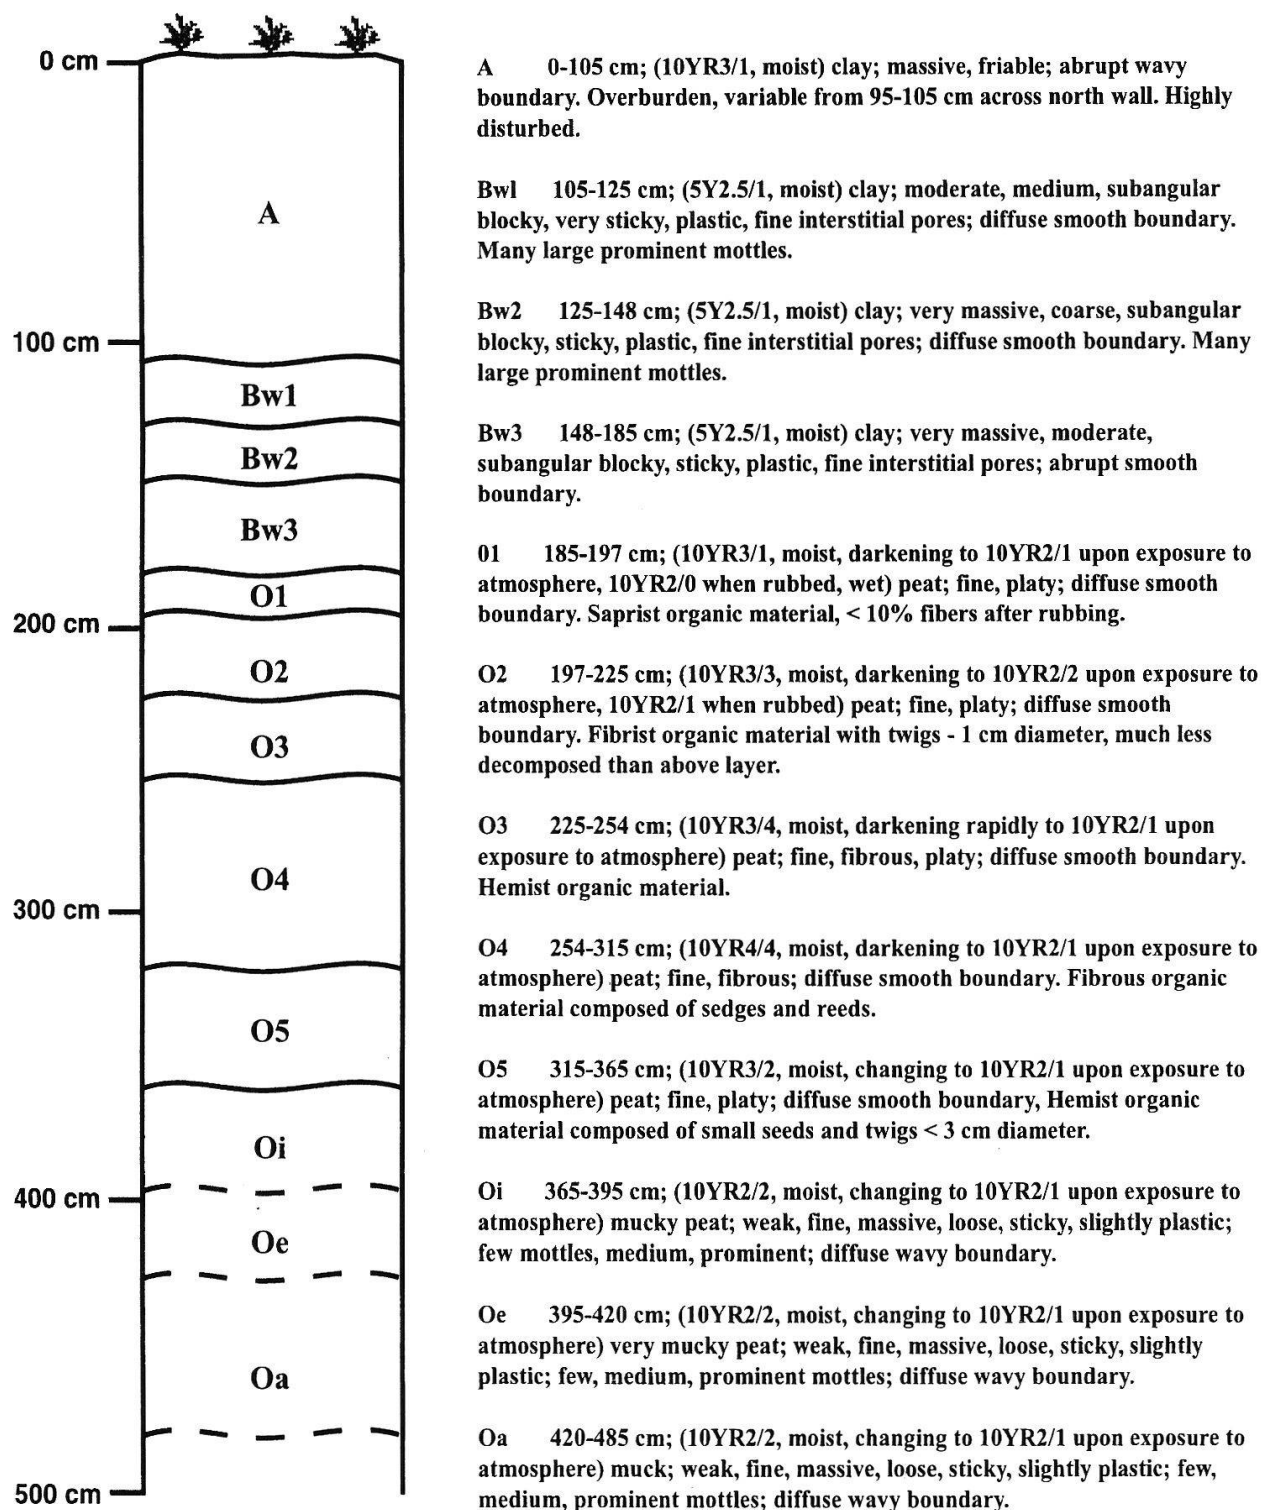 0 cm
100 cm
200 cm
300 cm
400 cm
500 cm
A
Bw1
Bw2
Bw3
O1
O2
O3
O4
O5
Oi
Oe
Oa
A 0-105 cm; (10YR3/1, moist) clay; massive, friable; abrupt wavy
boundary. Overburden, variable from 95-105 cm across north wall. Highly
disturbed.
Bwl 105-125 cm; (5Y2.5/1, moist) clay; moderate, medium, subangular
blocky, very sticky, plastic, fine interstitial pores; diffuse smooth boundary.
Many large prominent mottles.
Bw2 125-148 cm; (5Y2.5/1, moist) clay; very massive, coarse, subangular
blocky, sticky, plastic, fine interstitial pores; diffuse smooth boundary. Many
large prominent mottles.
Bw3 148-185 cm; (5Y2.5/1, moist) clay; very massive, moderate,
subangular blocky, sticky, plastic, fine interstitial pores; abrupt smooth
boundary.
01 185-197 cm; (10YR3/1, moist, darkening to 10YR2/1 upon exposure to
atmosphere, 10YR2/0 when rubbed, wet) peat; fine, platy; diffuse smooth
boundary. Saprist organic material, < 10% fibers after rubbing.
O2 197-225 cm; (10YR3/3, moist, darkening to 10YR2/2 upon exposure to
atmosphere, 10YR2/1 when rubbed) peat; fine, platy; diffuse smooth
boundary. Fibrist organic material with twigs - 1 cm diameter, much less
decomposed than above layer.
O3 225-254 cm; (10YR3/4, moist, darkening rapidly to 10YR2/1 upon
exposure to atmosphere) peat; fine, fibrous, platy; diffuse smooth boundary.
Hemist organic material.
O4 254-315 cm; (10YR4/4, moist, darkening to 10YR2/1 upon exposure to
atmosphere) peat; fine, fibrous; diffuse smooth boundary. Fibrous organic
material composed of sedges and reeds.
O5 315-365 cm; (10YR3/2, moist, changing to 10YR2/1 upon exposure to
atmosphere) peat; fine, platy; diffuse smooth boundary, Hemist organic
material composed of small seeds and twigs < 3 cm diameter.
Oi 365-395 cm; (10YR2/2, moist, changing to 10YR2/1 upon exposure to
atmosphere) mucky peat; weak, fine, massive, loose, sticky, slightly plastic;
few mottles, medium, prominent; diffuse wavy boundary.
Oe 395-420 cm; (10YR2/2, moist, changing to 10YR2/1 upon exposure to
atmosphere) very mucky peat; weak, fine, massive, loose, sticky, slightly
plastic; few, medium, prominent mottles; diffuse wavy boundary.
Oa 420-485 cm; (10YR2/2, moist, changing to 10YR2/1 upon exposure to
atmosphere) muck; weak, fine, massive, loose, sticky, slightly plastic; few,
medium, prominent mottles; diffuse wavy boundary.